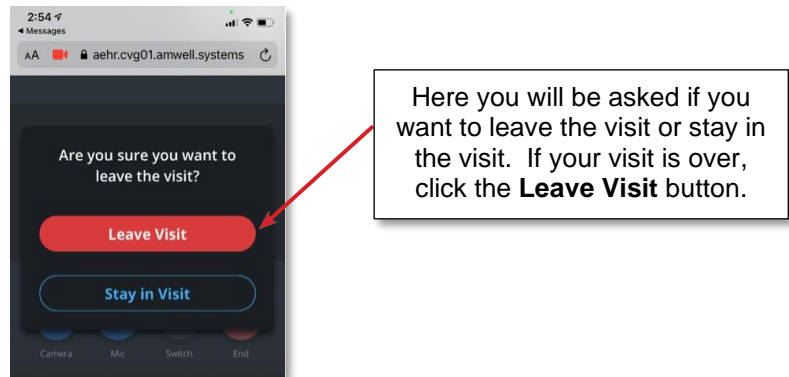 2:54
Messages
AA aehr.cvg01.amwell.systems
Are you sure you want to
leave the visit?
Leave Visit
Stay in Visit
Camera Mic Switch End
Here you will be asked if you
want to leave the visit or stay in
the visit. If your visit is over,
click the Leave Visit button.